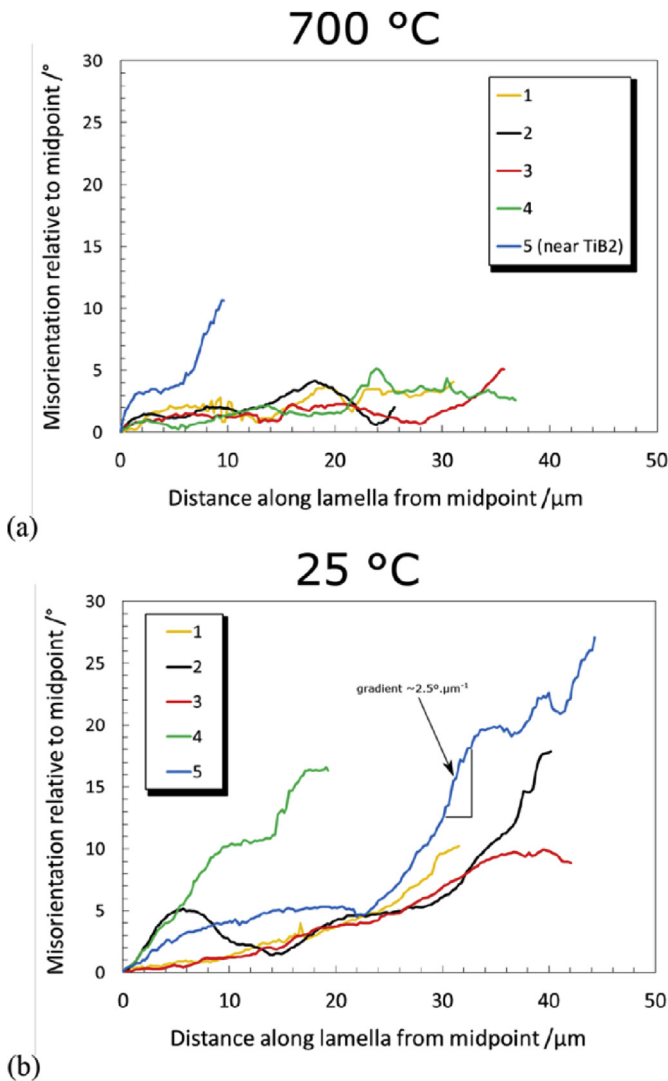 700 °C
30
25
20
15
10
5
0
Misorientation relative to midpoint /°
1
2
3
4
5 (near TiB2)
0 10 20 30 40 50
Distance along lamella from midpoint /µm
(a)
25 °C
30
25
20
15
10
5
0
Misorientation relative to midpoint /°
1
2
3
4
5
gradient ~2.5°.µm⁻¹
0 10 20 30 40 50
Distance along lamella from midpoint /µm
(b)